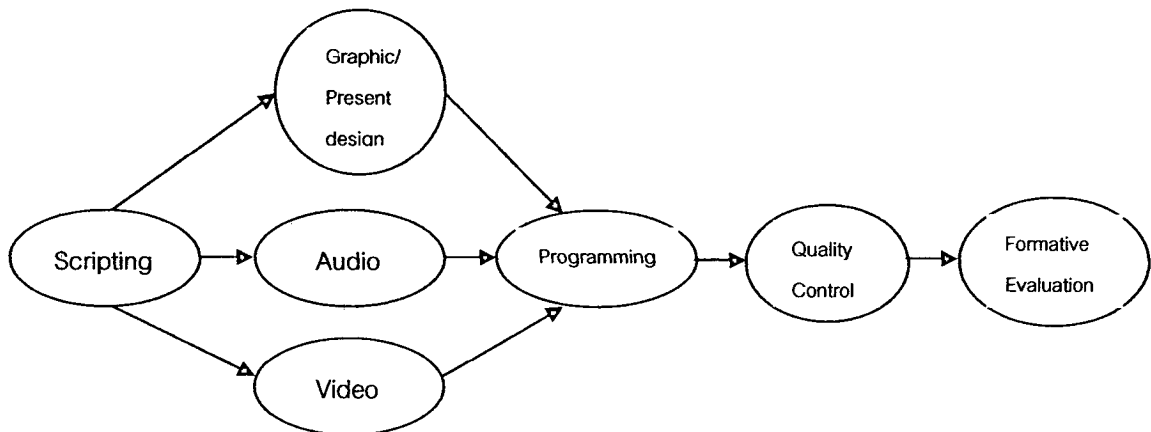 Graphic/
Present
design
Scripting
Audio
Programming
Quality
Control
Formative
Evaluation
Video